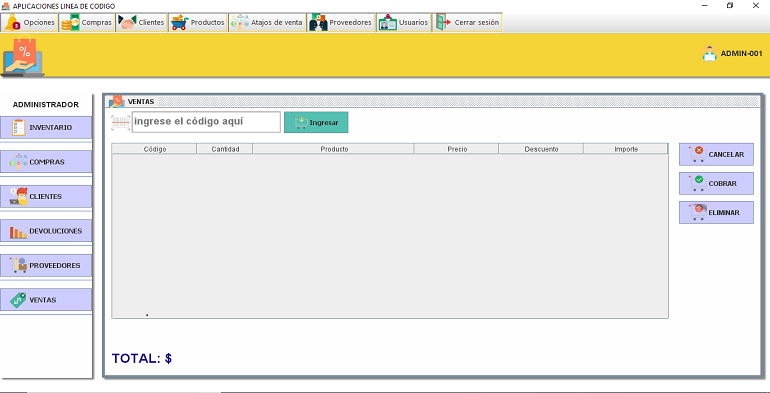 APLICACIONES LINEA DE CODIGO
5 Opciones Compras Clientes Productos Atajos de venta Proveedores Usuarios Cerrar sesión
%
ADMIN-001
ADMINISTRADOR
INVENTARIO
COMPRAS
CLIENTES
DEVOLUCIONES
PROVEEDORES
VENTAS
VENTAS
ingrese el código aquí Ingresar
Código Cantidad Producto Precio Descuento Importe
CANCELAR
COBRAR
ELIMINAR
TOTAL: $